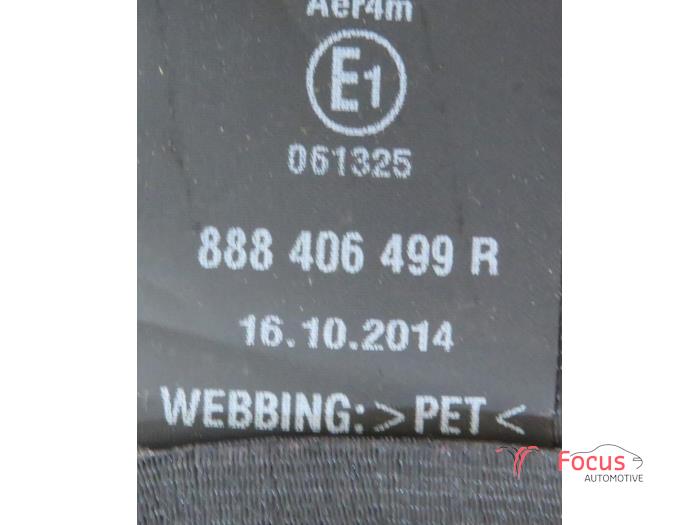 Aer4m
E1
061325
888 406 499 R
16.10.2014
WEBBING: >PET<
Focus
AUTOMOTIVE